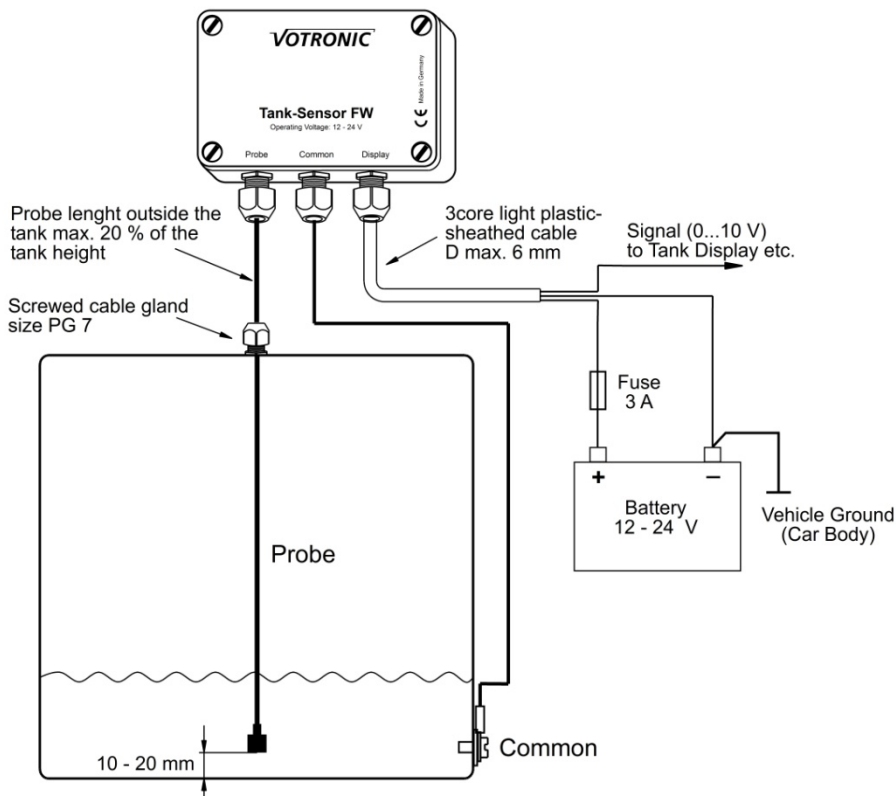 VOTRONIC
Made in Germany
CE
Tank-Sensor FW
Operating Voltage: 12 - 24 V
Probe
Common
Display
Probe lenght outside the
tank max. 20 % of the
tank height
3core light plastic-
sheathed cable
D max. 6 mm
Signal (0...10 V)
to Tank Display etc.
Screwed cable gland
size PG 7
Fuse
3 A
+
–
Battery
12 - 24 V
Vehicle Ground
(Car Body)
Probe
10 - 20 mm
Common